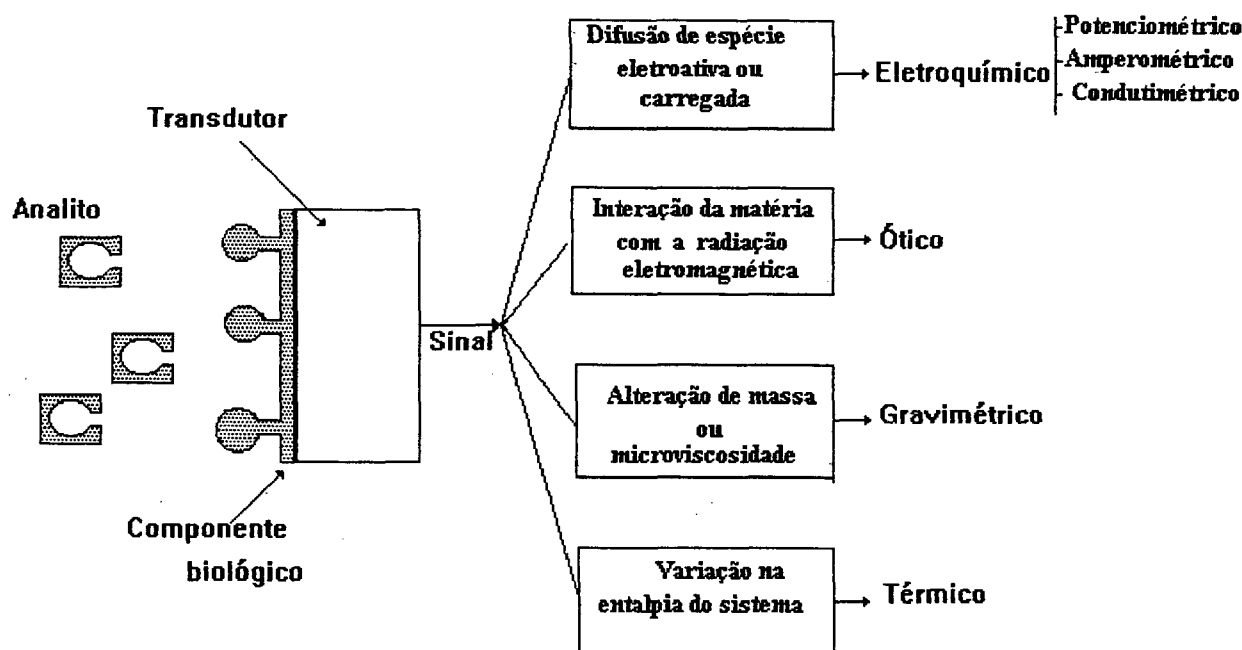 Transdutor
Analito
Componente
biológico
Sinal
Difusão de espécie
eletroativa ou
carregada
Eletroquímico
Potenciométrico
Amperométrico
Condutimétrico
Interação da matéria
com a radiação
eletromagnética
Ótico
Alteração de massa
ou
microviscosidade
Gravimétrico
Variação na
entalpia do sistema
Térmico